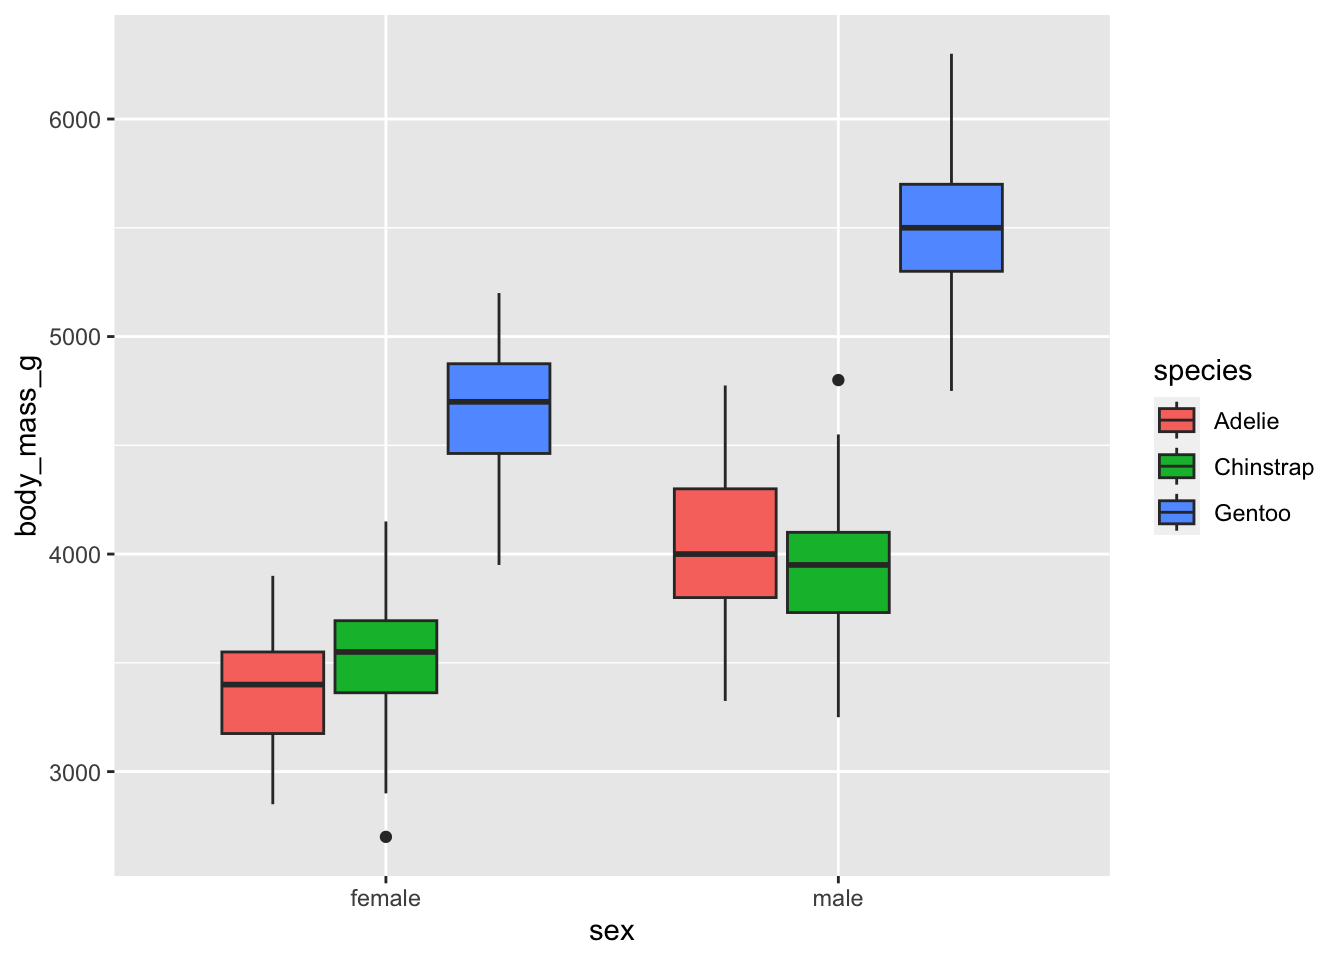 body_mass_g
6000
5000
4000
3000
female
male
sex
species
Adelie
Chinstrap
Gentoo